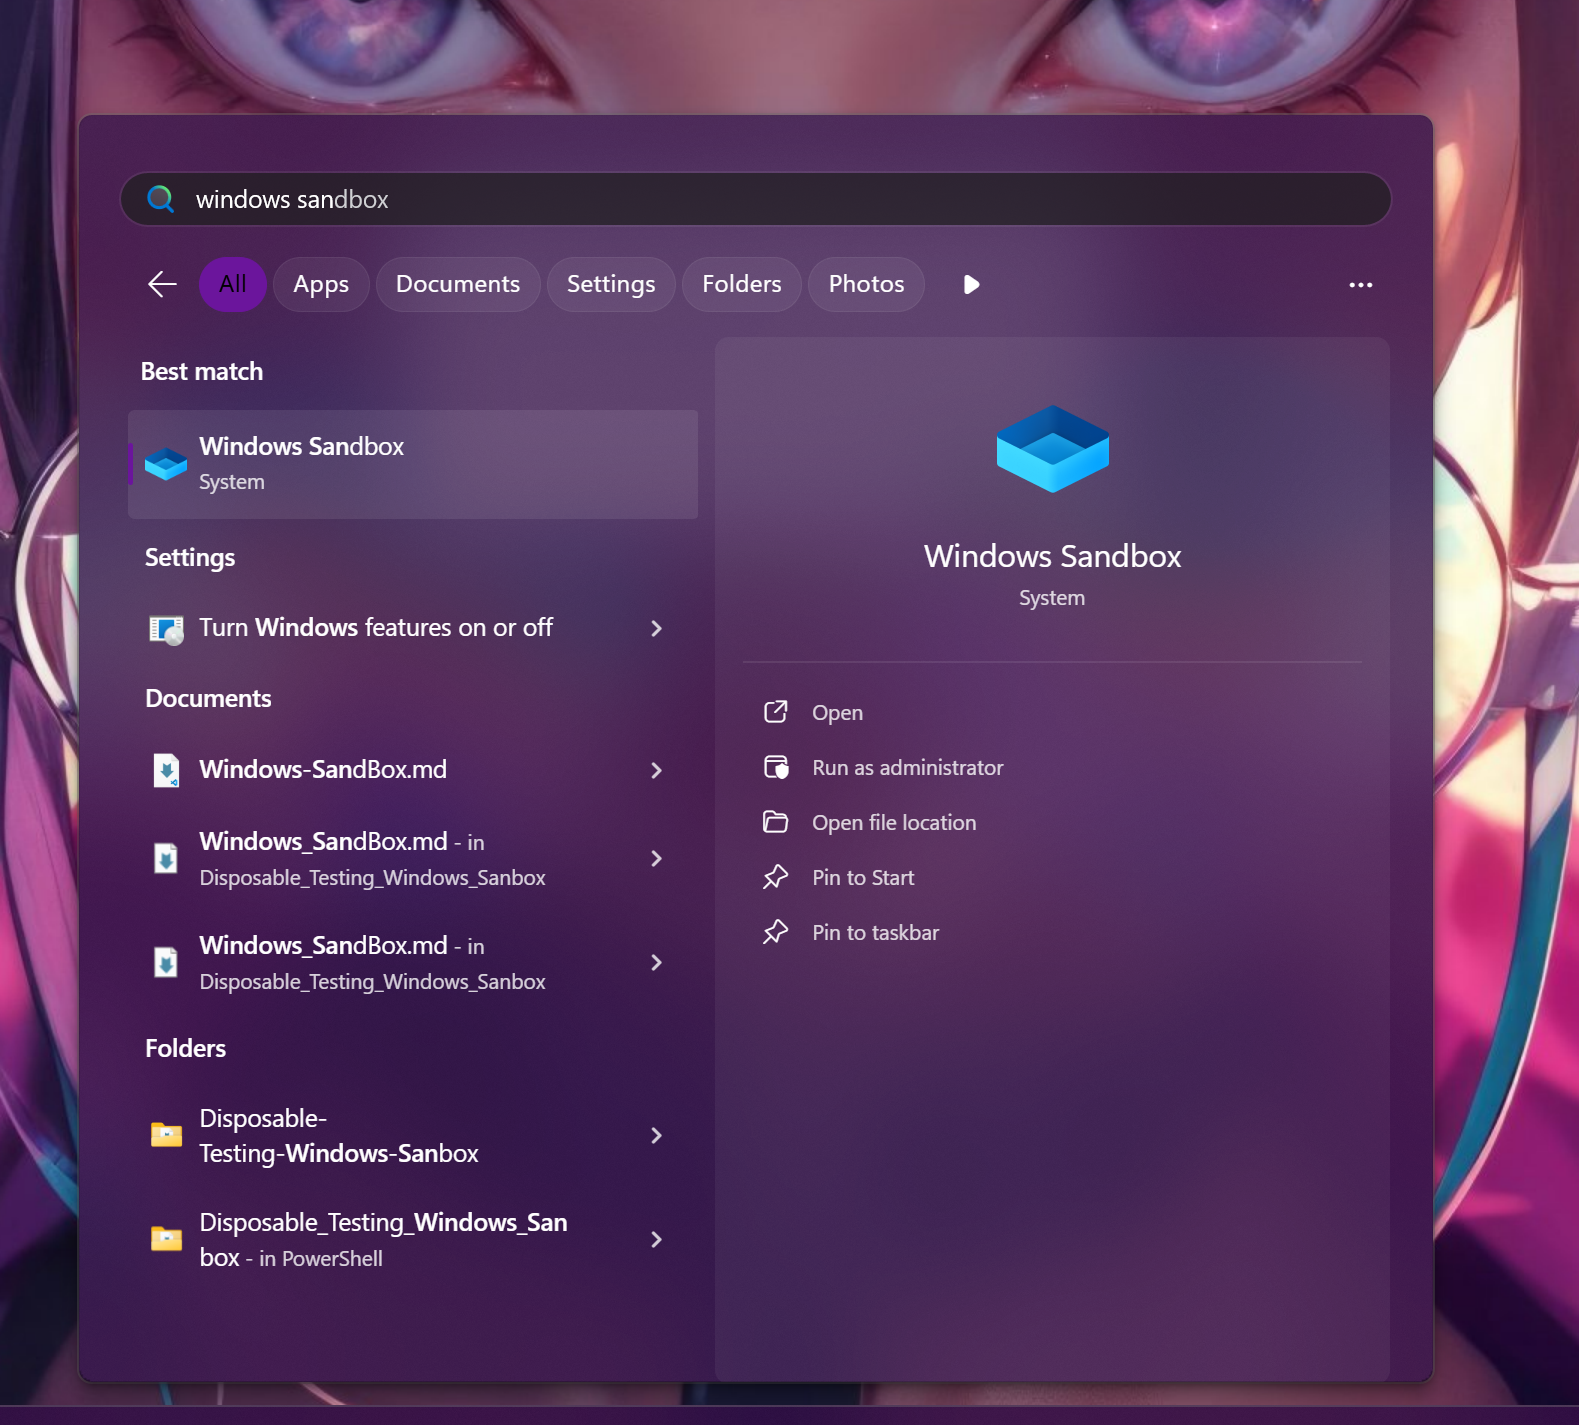 windows sandbox
All Apps Documents Settings Folders Photos
Best match
Windows Sandbox
System
Settings
Turn Windows features on or off
Documents
Windows-SandBox.md
Windows_SandBox.md - in
Disposable_Testing_Windows_Sanbox
Windows_SandBox.md - in
Disposable_Testing_Windows_Sanbox
Folders
Disposable-
Testing-Windows-Sanbox
Disposable_Testing_Windows_San
box - in PowerShell
Windows Sandbox
System
Open
Run as administrator
Open file location
Pin to Start
Pin to taskbar